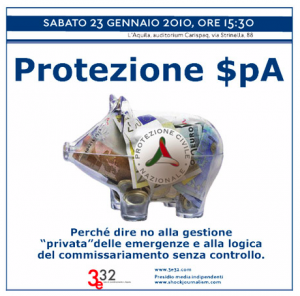 SABATO 23 GENNAIO 2010, ORE 15:30
L'Aquila, auditorium Carispaq, via Strinella, 88
Protezione $pA
PROTEZIONE CIVILE
NAZIONALE
Perché dire no alla gestione
"privata"delle emergenze e alla logica
del commissariamento senza controllo.
3e32
www.3e32.com
Presidio media indipendenti
www.shockjournalism.com